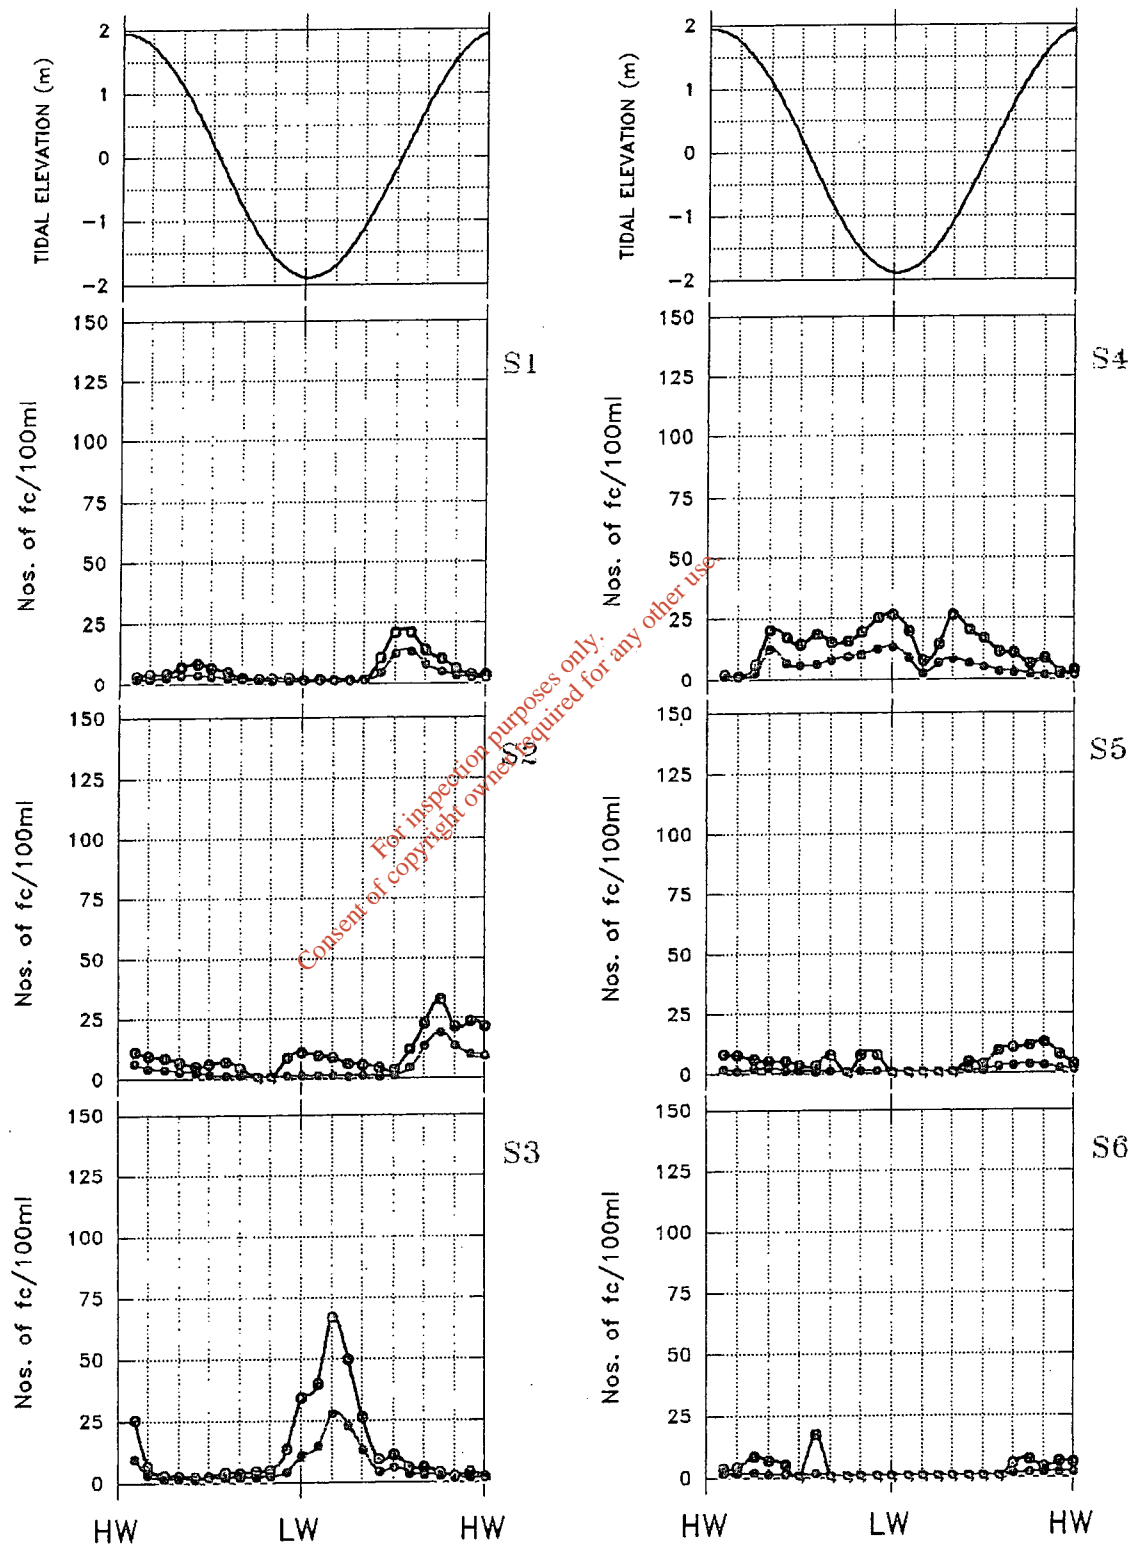 2
1
0
-1
-2
TIDAL ELEVATION (m)
150
125
100
75
50
25
0
Nos. of fc/100ml
S1
150
125
100
75
50
25
0
Nos. of fc/100ml
S2
150
125
100
75
50
25
0
Nos. of fc/100ml
S3
HW
LW
HW
2
1
0
-1
-2
TIDAL ELEVATION (m)
150
125
100
75
50
25
0
Nos. of fc/100ml
S4
150
125
100
75
50
25
0
Nos. of fc/100ml
S5
150
125
100
75
50
25
0
Nos. of fc/100ml
S6
HW
LW
HW
For inspection purposes only.
Consent of copyright owner required for any other use.